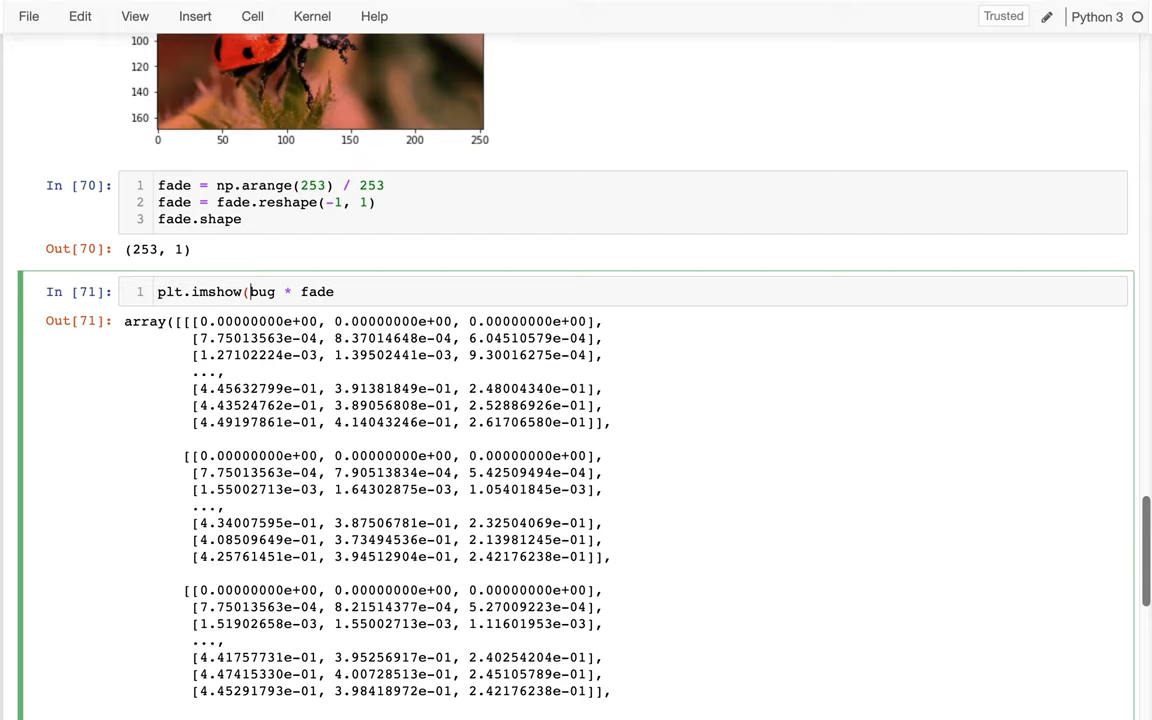 File Edit View Insert Cell Kernel Help Trusted Python 3
100
120
140
160
0 50 100 150 200 250
In [70]: 1 fade = np.arange(253) / 253
2 fade = fade.reshape(-1, 1)
3 fade.shape
Out[70]: (253, 1)
In [71]: 1 plt.imshow(bug * fade
Out[71]: array([[[0.00000000e+00, 0.00000000e+00, 0.00000000e+00],
[7.75013563e-04, 8.37014648e-04, 6.04510579e-04],
[1.27102224e-03, 1.39502441e-03, 9.30016275e-04],
...,
[4.45632799e-01, 3.91381849e-01, 2.48004340e-01],
[4.43524762e-01, 3.89056808e-01, 2.52886926e-01],
[4.49197861e-01, 4.14043246e-01, 2.61706580e-01]],
[[0.00000000e+00, 0.00000000e+00, 0.00000000e+00],
[7.75013563e-04, 7.90513834e-04, 5.42509494e-04],
[1.55002713e-03, 1.64302875e-03, 1.05401845e-03],
...,
[4.34007595e-01, 3.87506781e-01, 2.32504069e-01],
[4.08509649e-01, 3.73494536e-01, 2.13981245e-01],
[4.25761451e-01, 3.94512904e-01, 2.42176238e-01]],
[[0.00000000e+00, 0.00000000e+00, 0.00000000e+00],
[7.75013563e-04, 8.21514377e-04, 5.27009223e-04],
[1.51902658e-03, 1.55002713e-03, 1.11601953e-03],
...,
[4.41757731e-01, 3.95256917e-01, 2.40254204e-01],
[4.47415330e-01, 4.00728513e-01, 2.45105789e-01],
[4.45291793e-01, 3.98418972e-01, 2.42176238e-01]],